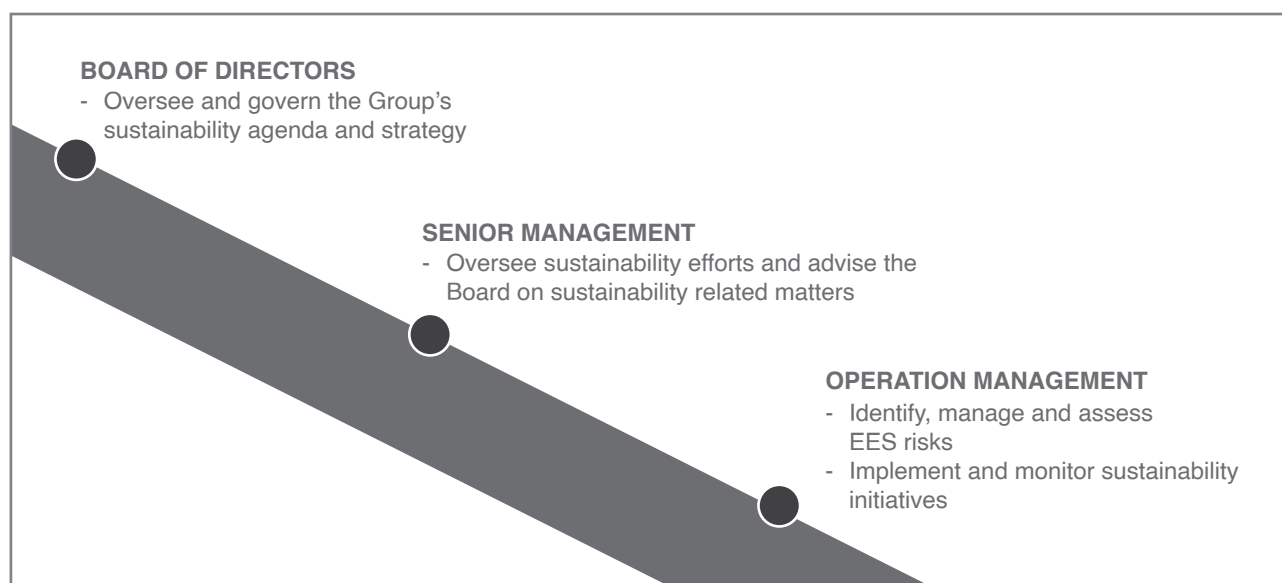 BOARD OF DIRECTORS
- Oversee and govern the Group’s
sustainability agenda and strategy
SENIOR MANAGEMENT
- Oversee sustainability efforts and advise the
Board on sustainability related matters
OPERATION MANAGEMENT
- Identify, manage and assess
EES risks
- Implement and monitor sustainability
initiatives